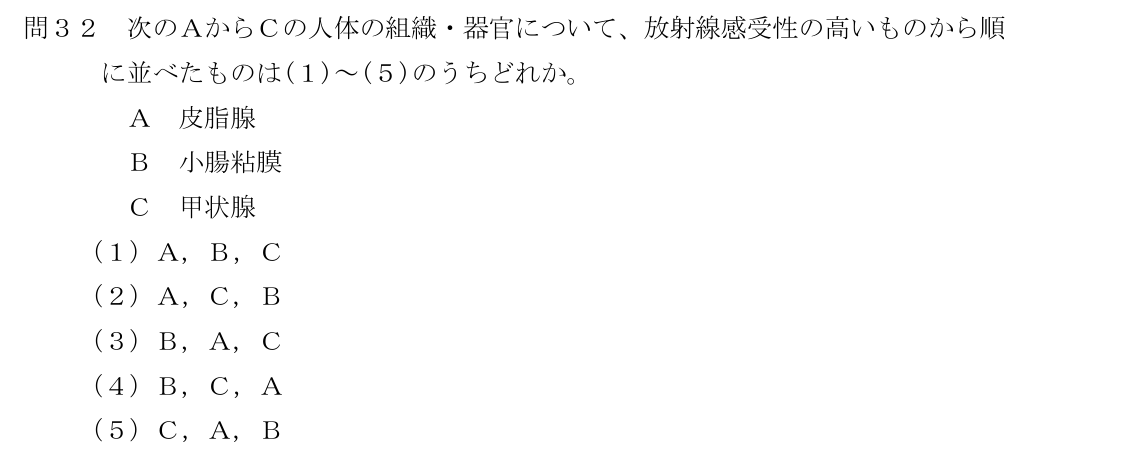 問３２　次のＡからＣの人体の組織・器官について、放射線感受性の高いものから順
に並べたものは(１)～(５)のうちどれか。
Ａ　皮脂腺
Ｂ　小腸粘膜
Ｃ　甲状腺
(１) Ａ，Ｂ，Ｃ
(２) Ａ，Ｃ，Ｂ
(３) Ｂ，Ａ，Ｃ
(４) Ｂ，Ｃ，Ａ
(５) Ｃ，Ａ，Ｂ